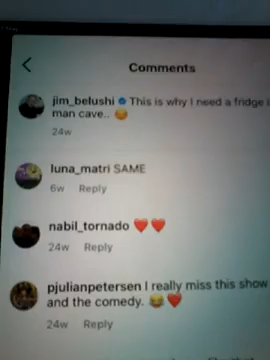 Comments
jim_belushi This is why I need a fridge
man cave.. 😂
24w
luna_matri SAME
6w Reply
nabil_tornado ❤️❤️
24w Reply
pjulianpetersen I really miss this show
and the comedy. 😂❤️
24w Reply